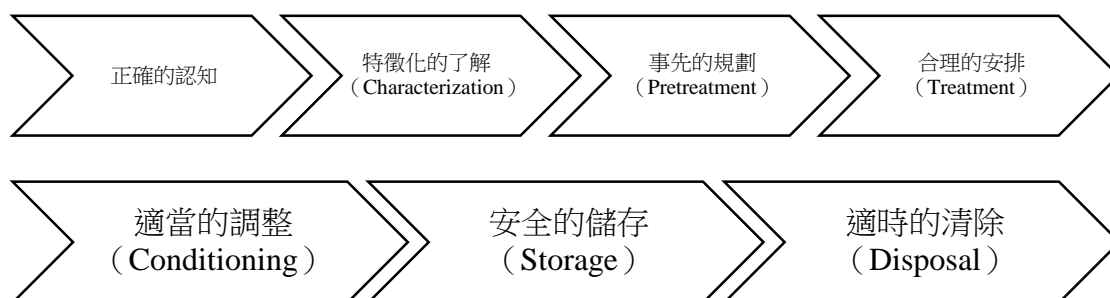 正確的認知
特徵化的了解
（Characterization）
事先的規劃
（Pretreatment）
合理的安排
（Treatment）
適當的調整
（Conditioning）
安全的儲存
（Storage）
適時的清除
（Disposal）